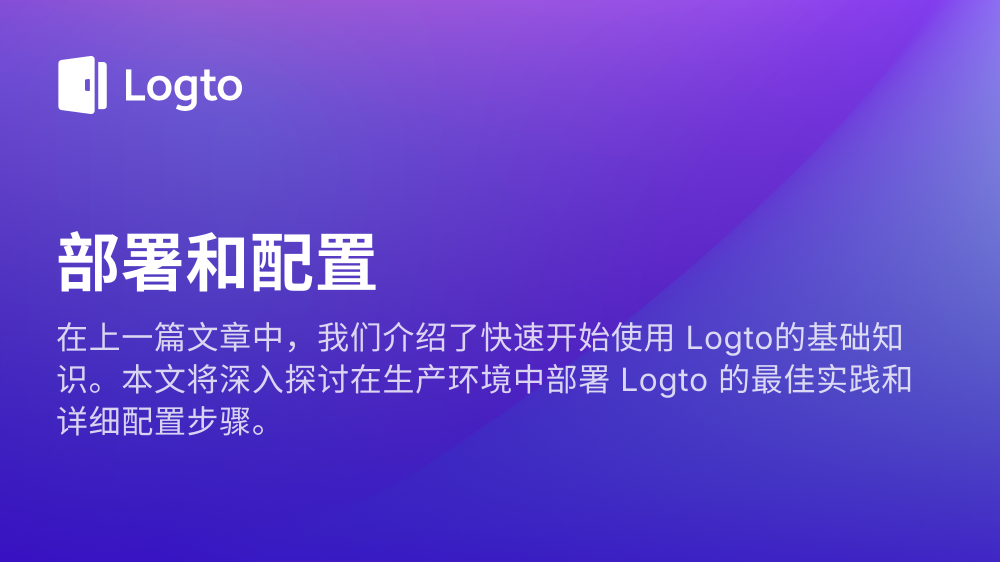 Logto
部署和配置
在上一篇文章中，我们介绍了快速开始使用 Logto的基础知
识。本文将深入探讨在生产环境中部署 Logto 的最佳实践和
详细配置步骤。